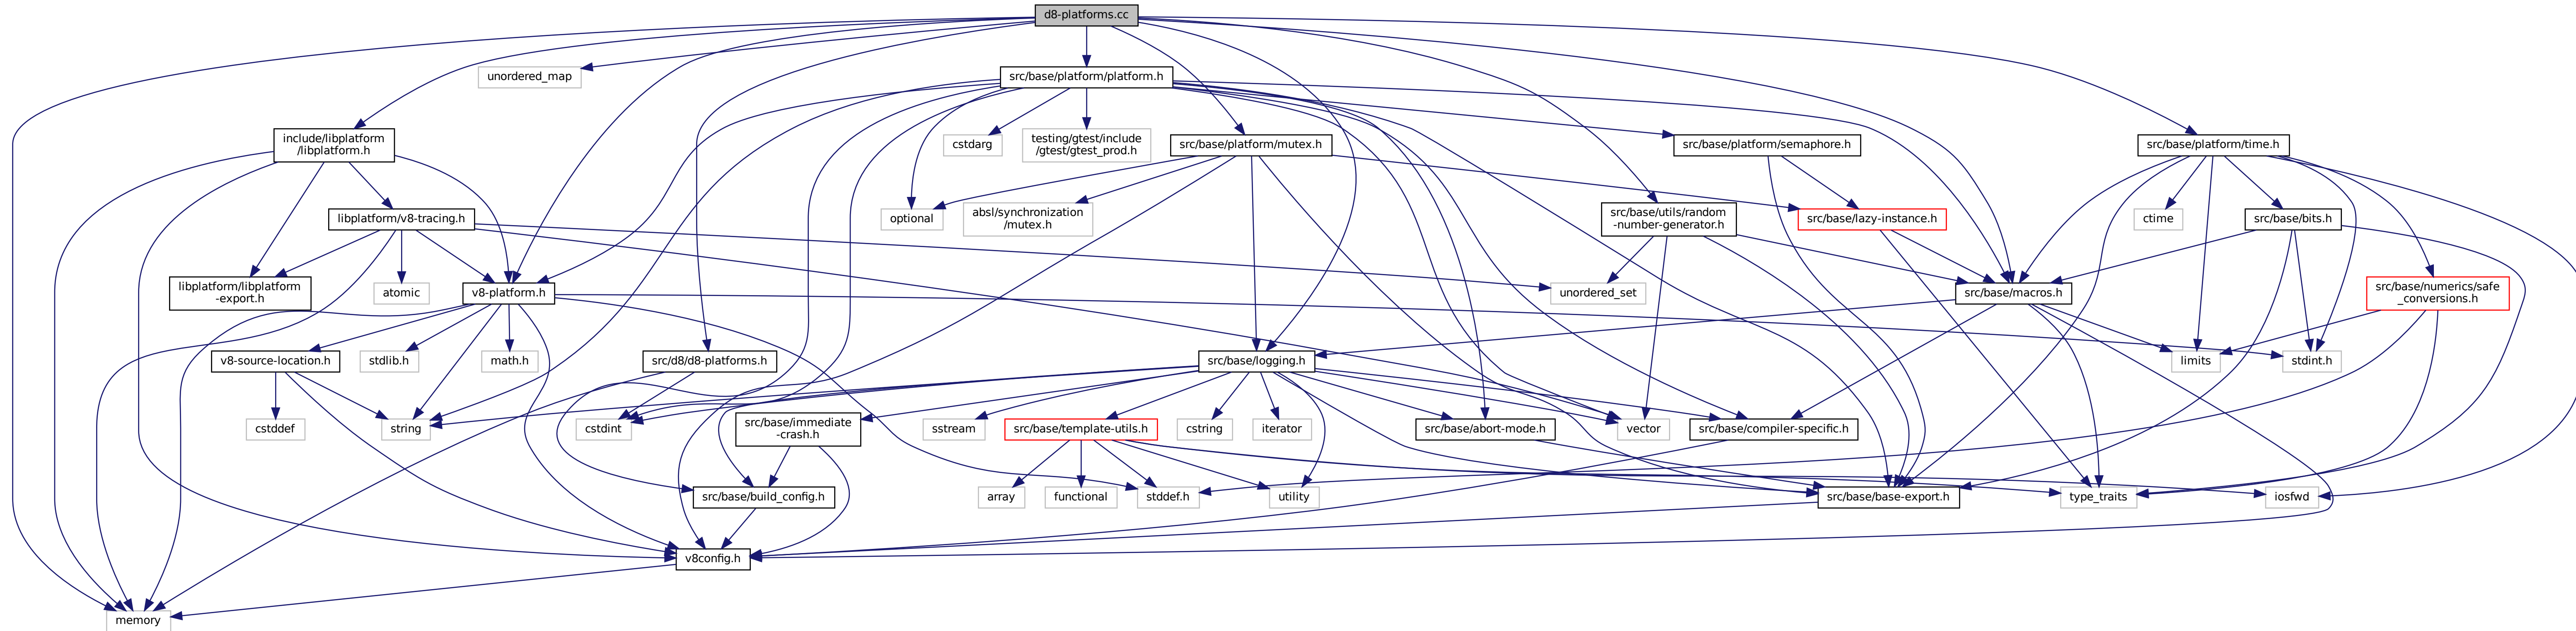 d8-platforms.cc
unordered_map
src/base/platform/platform.h
include/libplatform
/libplatform.h
cstdarg
testing/gtest/include
/gtest/gtest_prod.h
src/base/platform/mutex.h
src/base/platform/semaphore.h
src/base/platform/time.h
libplatform/v8-tracing.h
optional
absl/synchronization
/mutex.h
src/base/utils/random
-number-generator.h
src/base/lazy-instance.h
ctime
src/base/bits.h
libplatform/libplatform
-export.h
atomic
v8-platform.h
unordered_set
src/base/macros.h
src/base/numerics/safe
_conversions.h
v8-source-location.h
stdlib.h
math.h
src/d8/d8-platforms.h
src/base/logging.h
limits
stdint.h
cstddef
string
cstdint
src/base/immediate
-crash.h
sstream
src/base/template-utils.h
cstring
iterator
src/base/abort-mode.h
vector
src/base/compiler-specific.h
src/base/build_config.h
array
functional
stddef.h
utility
src/base/base-export.h
type_traits
iosfwd
v8config.h
memory